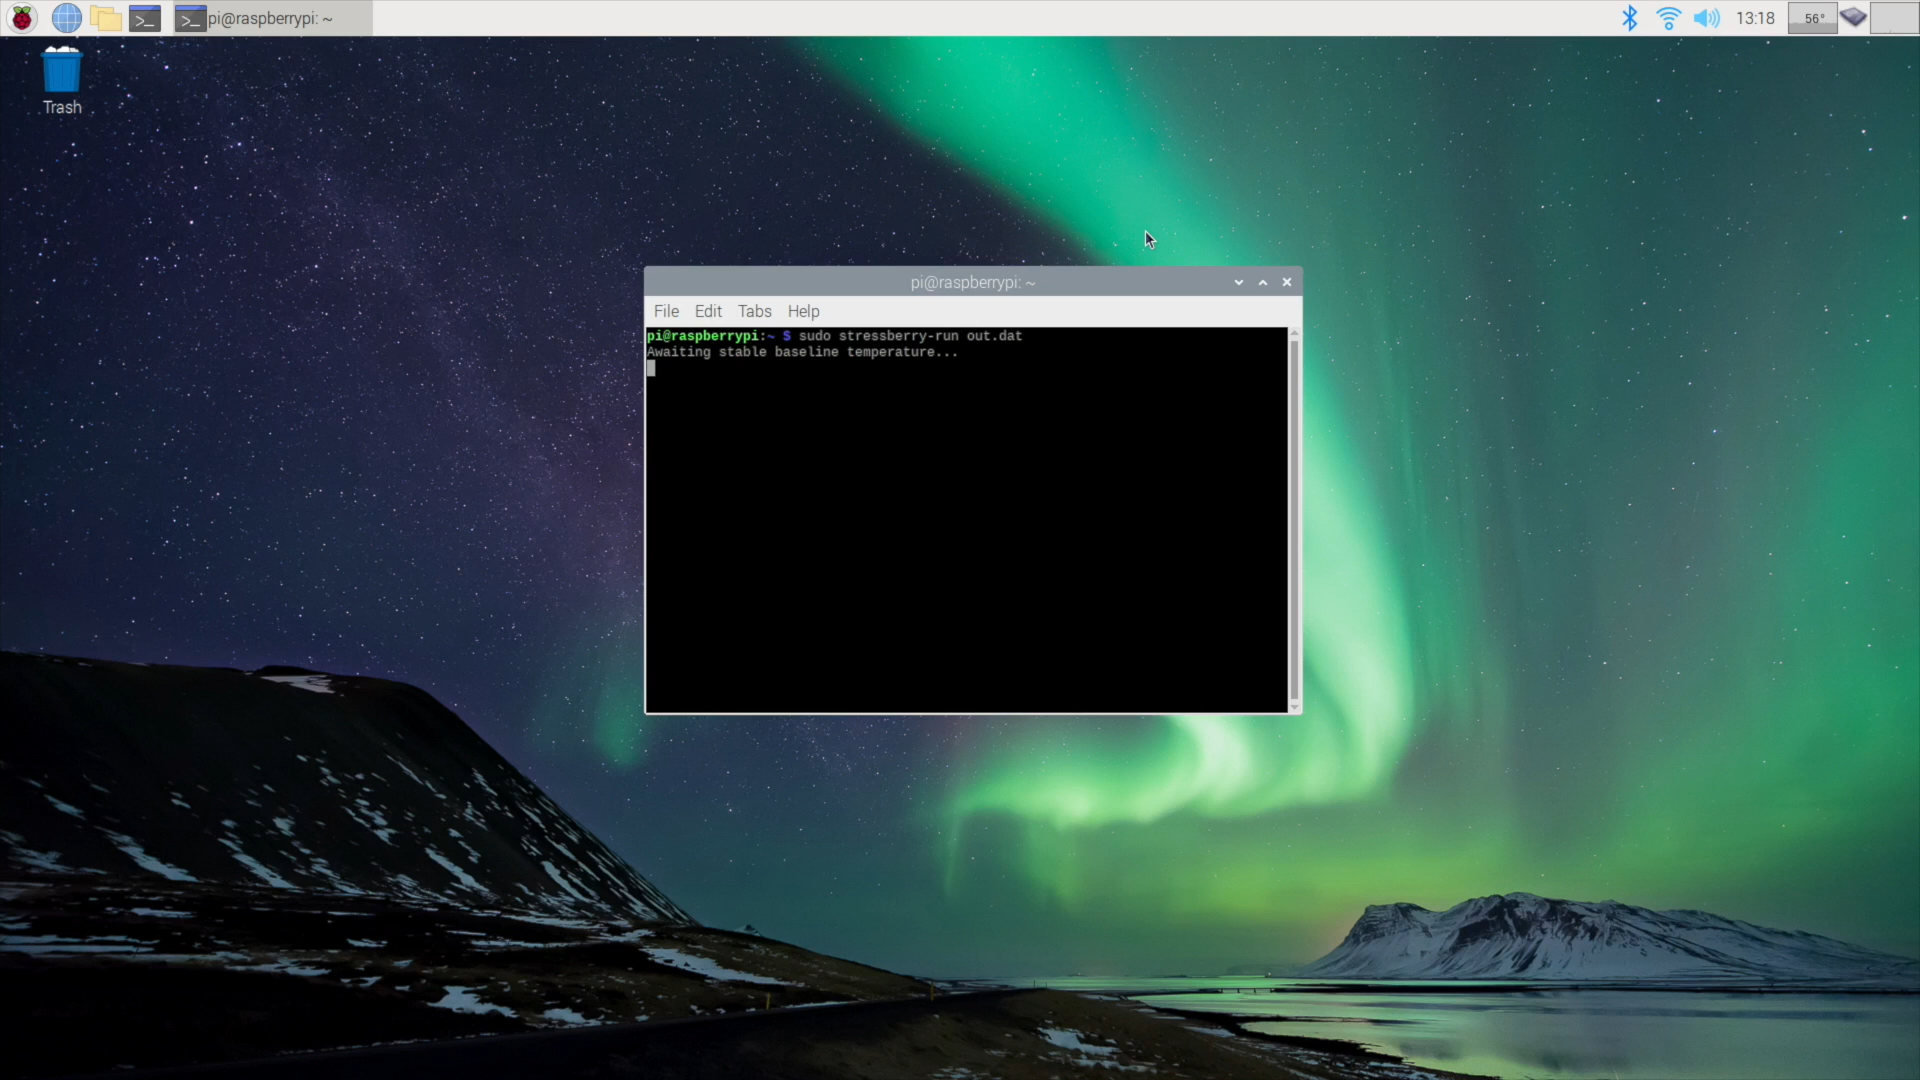 pi@raspberrypi: ~
13:18
56°
Trash
pi@raspberrypi: ~
File Edit Tabs Help
pi@raspberrypi:~ $ sudo stressberry-run out.dat
Awaiting stable baseline temperature...